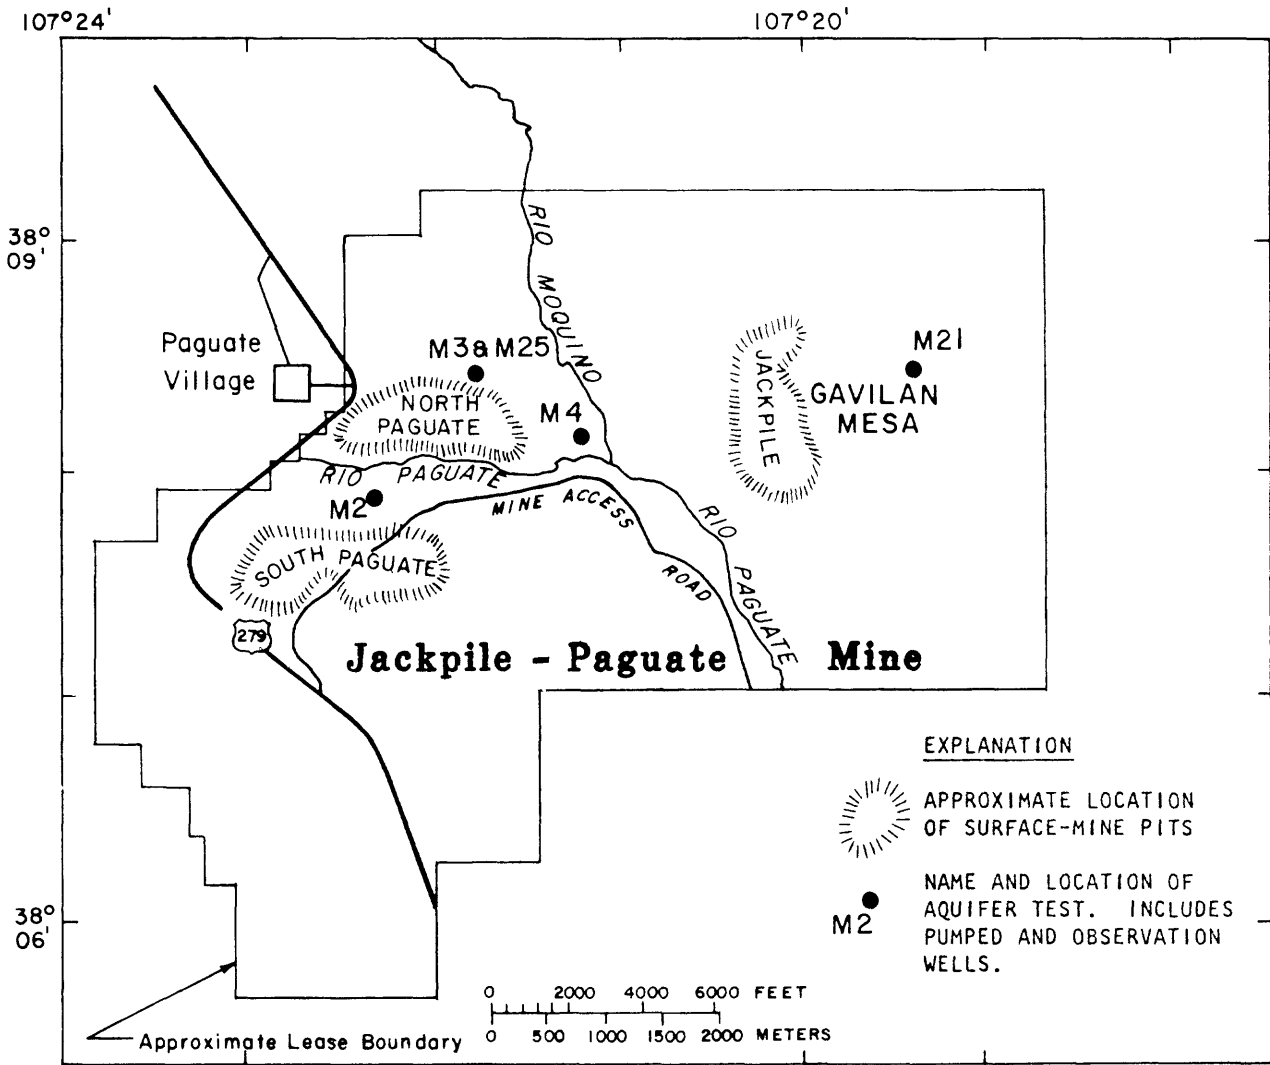 107°24'
107°20'
38°
09'
RIO MOQUINO
Paguate
Village
M3&M25
NORTH
PAGUATE
M4
JACKPILE
M21
GAVILAN
MESA
RIO PAGUATE
M2
MINE ACCESS ROAD
RIO PAGUATE
SOUTH PAGUATE
279
Jackpile - Paguate Mine
EXPLANATION
APPROXIMATE LOCATION
OF SURFACE-MINE PITS
NAME AND LOCATION OF
AQUIFER TEST. INCLUDES
PUMPED AND OBSERVATION
WELLS.
M2
38°
06'
0 2000 4000 6000 FEET
0 500 1000 1500 2000 METERS
Approximate Lease Boundary